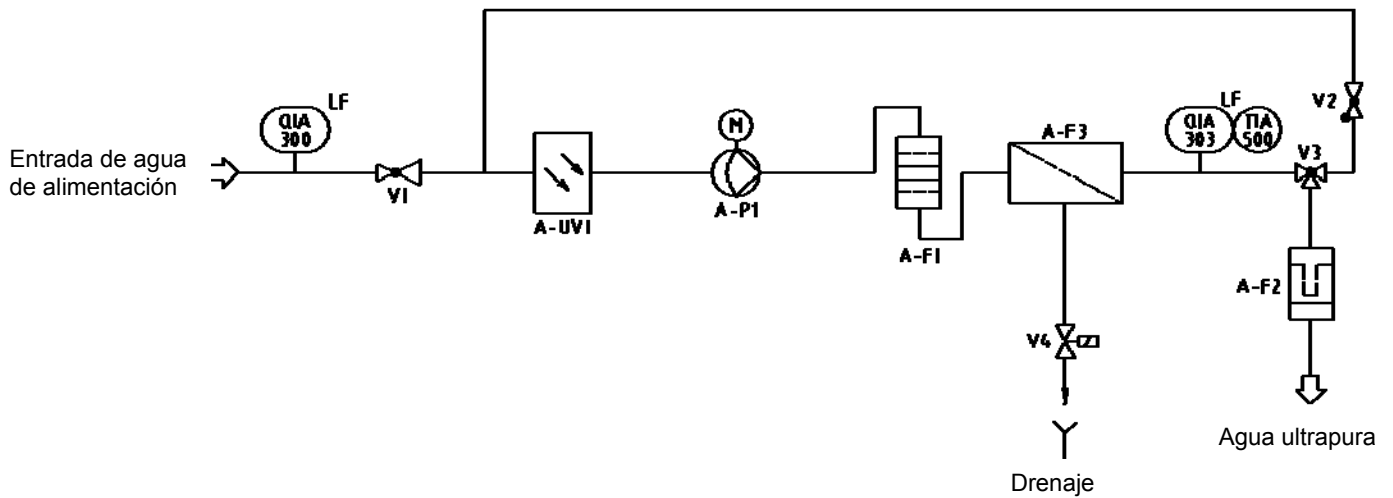 LF
QIA
300
Entrada de agua
de alimentación
V1
A-UV1
M
A-P1
A-F1
A-F3
LF
QIA
303
TIA
500
V2
V3
A-F2
V4
Agua ultrapura
Drenaje